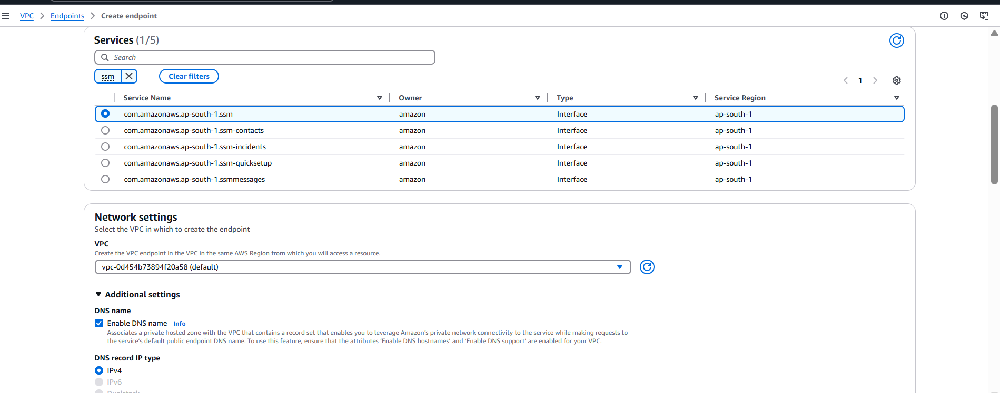 VPC > Endpoints > Create endpoint
Services (1/5)
Search
ssm
Clear filters
1
Service Name Owner Type Service Region
com.amazonaws.ap-south-1.ssm amazon Interface ap-south-1
com.amazonaws.ap-south-1.ssm-contacts amazon Interface ap-south-1
com.amazonaws.ap-south-1.ssm-incidents amazon Interface ap-south-1
com.amazonaws.ap-south-1.ssm-quicksetup amazon Interface ap-south-1
com.amazonaws.ap-south-1.ssmmessages amazon Interface ap-south-1
Network settings
Select the VPC in which to create the endpoint
VPC
Create the VPC endpoint in the VPC in the same AWS Region from which you will access a resource.
vpc-0d454b73894f20a58 (default)
Additional settings
DNS name
Enable DNS name Info
Associates a private hosted zone with the VPC that contains a record set that enables you to leverage Amazon's private network connectivity to the service while making requests to
the service's default public endpoint DNS name. To use this feature, ensure that the attributes 'Enable DNS hostnames' and 'Enable DNS support' are enabled for your VPC.
DNS record IP type
IPv4
IPv6